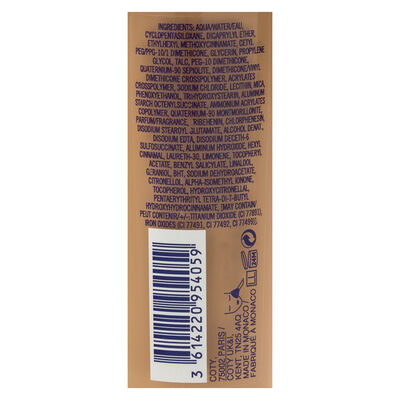 INGREDIENTS: AQUA/WATER/EAU,
CYCLOPENTASILOXANE, DICAPRYLYL ETHER,
ETHYLHEXYL METHOXYCINNAMATE, CETYL
PEG/PPG-10/1 DIMETHICONE, GLYCERIN, PROPYLENE
GLYCOL, TALC, PEG-10 DIMETHICONE,
QUATERNIUM-90 SEPIOLITE, DIMETHICONE/VINYL
DIMETHICONE CROSSPOLYMER, ACRYLATES
CROSSPOLYMER, SODIUM CHLORIDE, LECITHIN, MICA,
PHENOXYETHANOL, TRIHYDROXYSTEARIN, ALUMINUM
STARCH OCTENYLSUCCINATE, AMMONIUM ACRYLATES
COPOLYMER, QUATERNIUM-90 MONTMORILLONITE,
PARFUM/FRAGRANCE, TRIBEHENIN, CHLORPHENESIN,
DISODIUM STEAROYL GLUTAMATE, ALCOHOL DENAT.,
DISODIUM EDTA, DISODIUM DECETH-6
SULFOSUCCINATE, ALUMINUM HYDROXIDE, HEXYL
CINNAMAL, LAURETH-30, LIMONENE, TOCOPHERYL
ACETATE, BENZYL SALICYLATE, LINALOOL,
GERANIOL, BHT, SODIUM DEHYDROACETATE,
CITRONELLOL, ALPHA-ISOMETHYL IONONE,
TOCOPHEROL, HYDROXYCITRONELLAL,
PENTAERYTHRITYL TETRA-DI-T-BUTYL
HYDROXYHYDROCINNAMATE, [MAY CONTAIN/
PEUT CONTENIR/+/-:TITANIUM DIOXIDE (CI 77891),
IRON OXIDES (CI 77491, CI 77492, CI 77499)].
3 614220 954059
24M
COTY,
75002 PARIS /
COTY UK&I,
KENT, TN25 4AQ
MADE IN MONACO/
FABRIQUÉ A MONACO